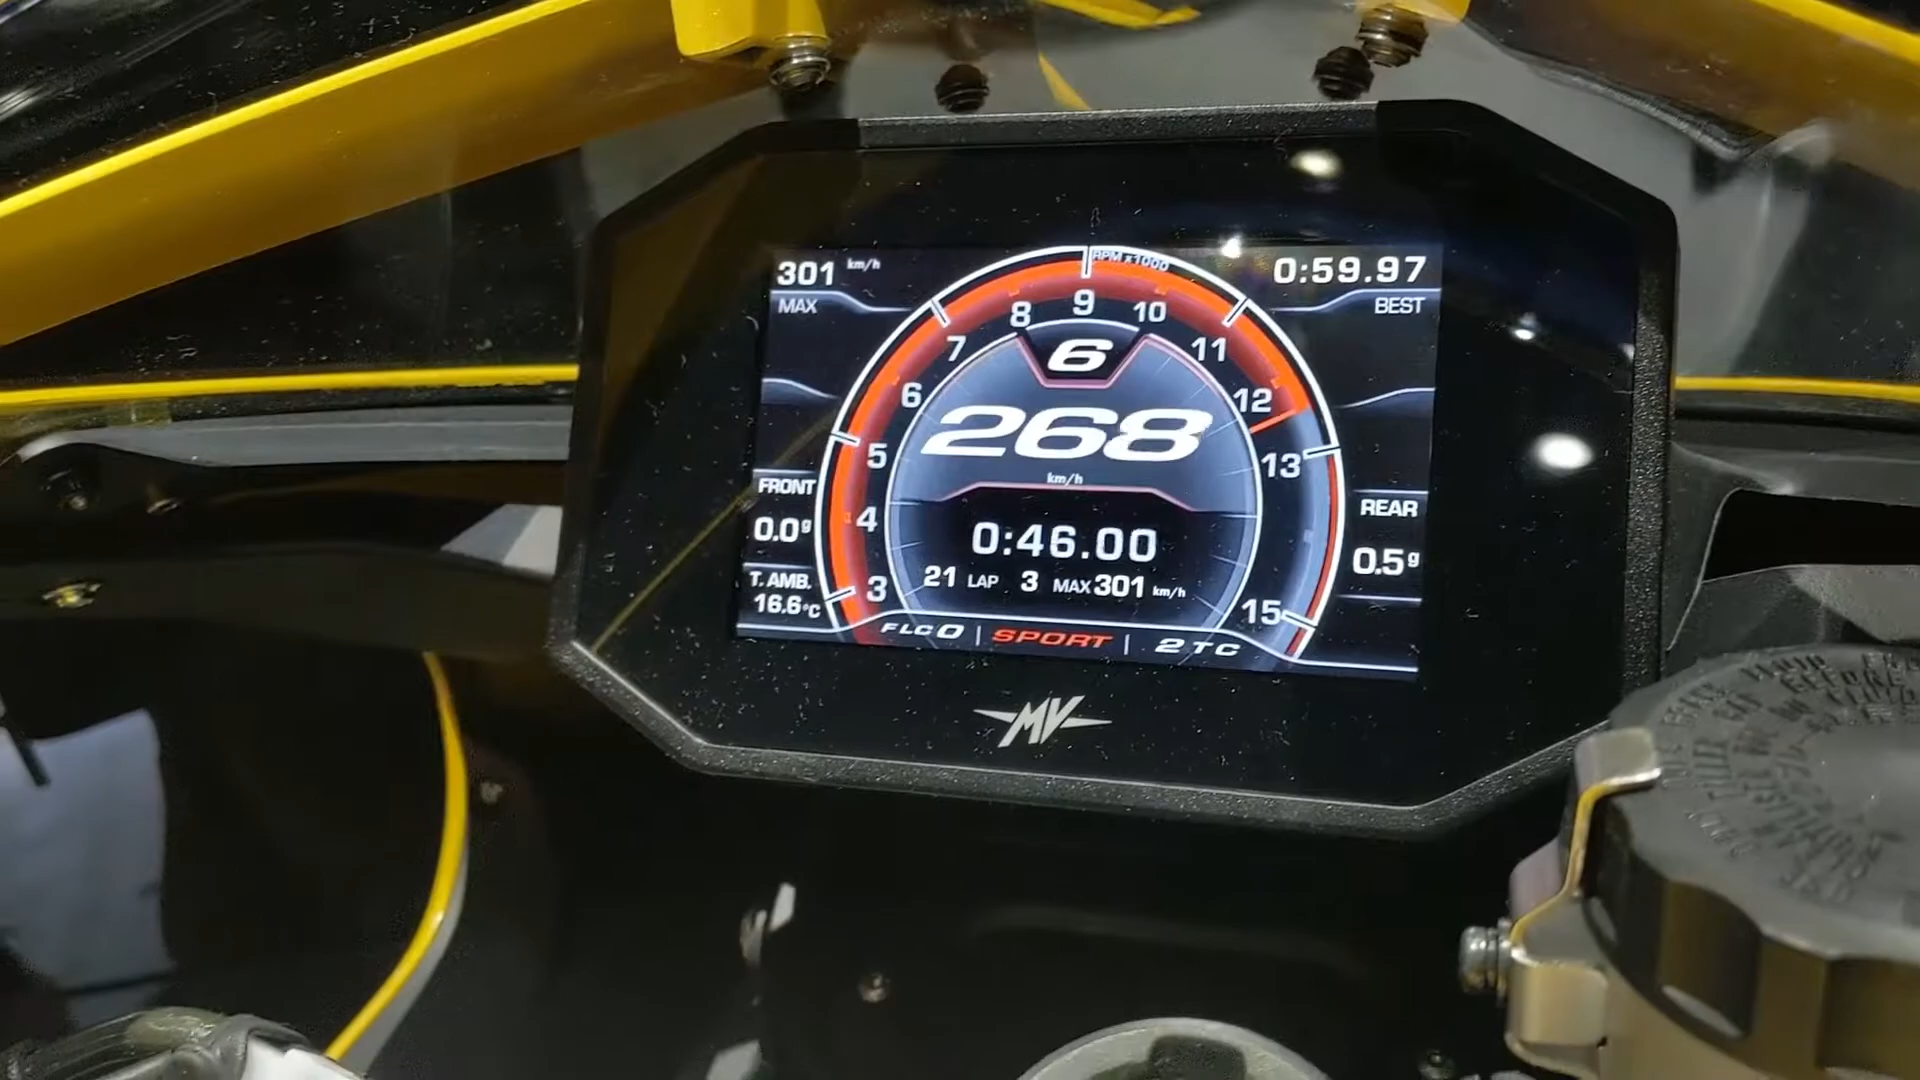 301 km/h
MAX
RPM x1000
0:59.97
BEST
8 9 10
7 11
6
6 12
268
5 13
km/h
FRONT
0.0g
REAR
0.5g
4
0:46.00
T. AMB.
16.6°C
3
21 LAP 3 MAX 301 km/h
15
FLC 0 | SPORT | 2 TC
MV